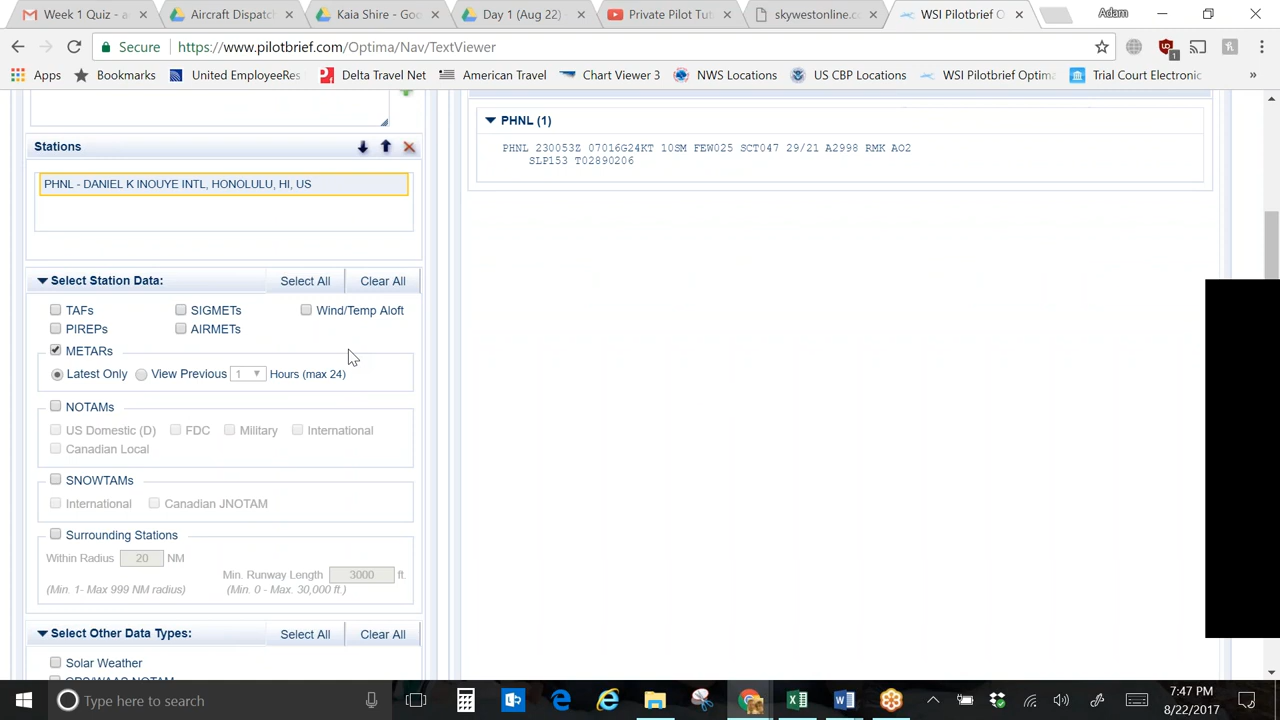 Week 1 Quiz -
Aircraft Dispatch
Kaia Shire - Goo
Day 1 (Aug 22)
Private Pilot Tut
skywestonline.co
WSI Pilotbrief O
Adam
Secure
https://www.pilotbrief.com/Optima/Nav/TextViewer
Apps
Bookmarks
United EmployeeRes
Delta Travel Net
American Travel
Chart Viewer 3
NWS Locations
US CBP Locations
WSI Pilotbrief Optima
Trial Court Electronic
»
Stations
PHNL - DANIEL K INOUYE INTL, HONOLULU, HI, US
Select Station Data:
Select All
Clear All
TAFs
SIGMETs
Wind/Temp Aloft
PIREPs
AIRMETs
METARs
Latest Only
View Previous
1
Hours (max 24)
NOTAMs
US Domestic (D)
FDC
Military
International
Canadian Local
SNOWTAMs
International
Canadian JNOTAM
Surrounding Stations
Within Radius
20
NM
Min. Runway Length
3000
ft.
(Min. 1- Max 999 NM radius)
(Min. 0 - Max. 30,000 ft.)
Select Other Data Types:
Select All
Clear All
Solar Weather
PHNL (1)
PHNL 230053Z 07016G24KT 10SM FEW025 SCT047 29/21 A2998 RMK AO2
SLP153 T02890206
Type here to search
7:47 PM
8/22/2017